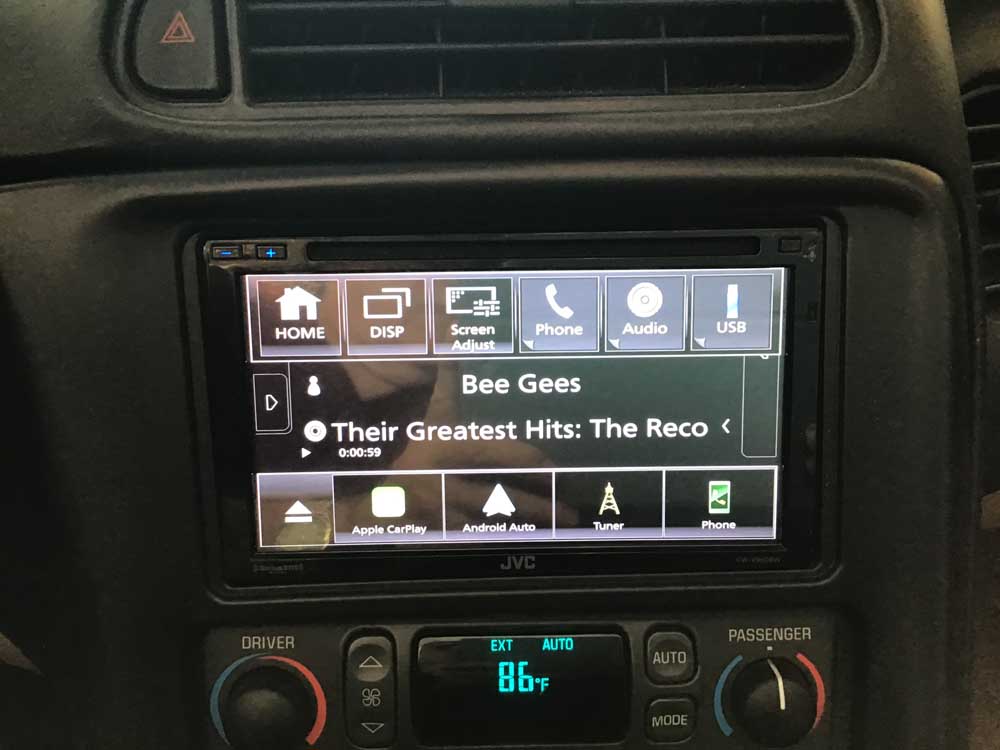 HOME DISP Screen Adjust Phone Audio USB
Bee Gees
Their Greatest Hits: The Reco
0:00:59
Apple CarPlay Android Auto Tuner Phone
JVC
DRIVER
EXT AUTO
86°F
AUTO
MODE
PASSENGER